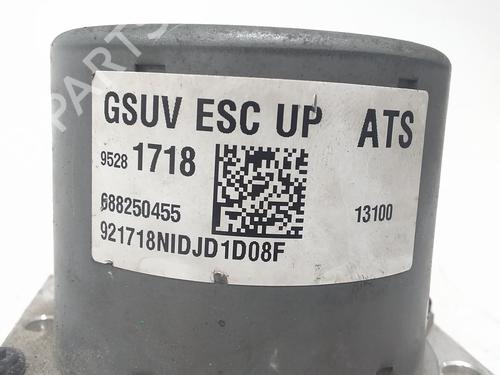 GSUV ESC UP ATS
9528 1718
688250455 13100
921718NIDJD1D08F